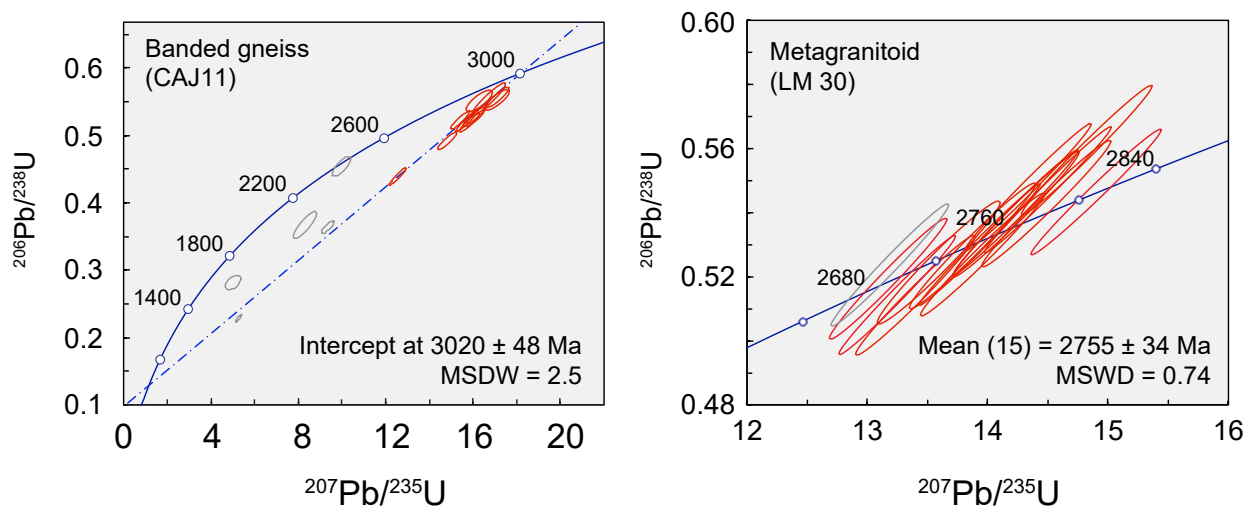 Banded gneiss
(CAJ11)
0.6
0.5
0.4
0.3
0.2
0.1
²⁰⁶Pb/²³⁸U
3000
2600
2200
1800
1400
Intercept at 3020 ± 48 Ma
MSDW = 2.5
0 4 8 12 16 20
²⁰⁷Pb/²³⁵U
Metagranitoid
(LM 30)
0.60
0.56
0.52
0.48
²⁰⁶Pb/²³⁸U
2840
2760
2680
Mean (15) = 2755 ± 34 Ma
MSWD = 0.74
12 13 14 15 16
²⁰⁷Pb/²³⁵U